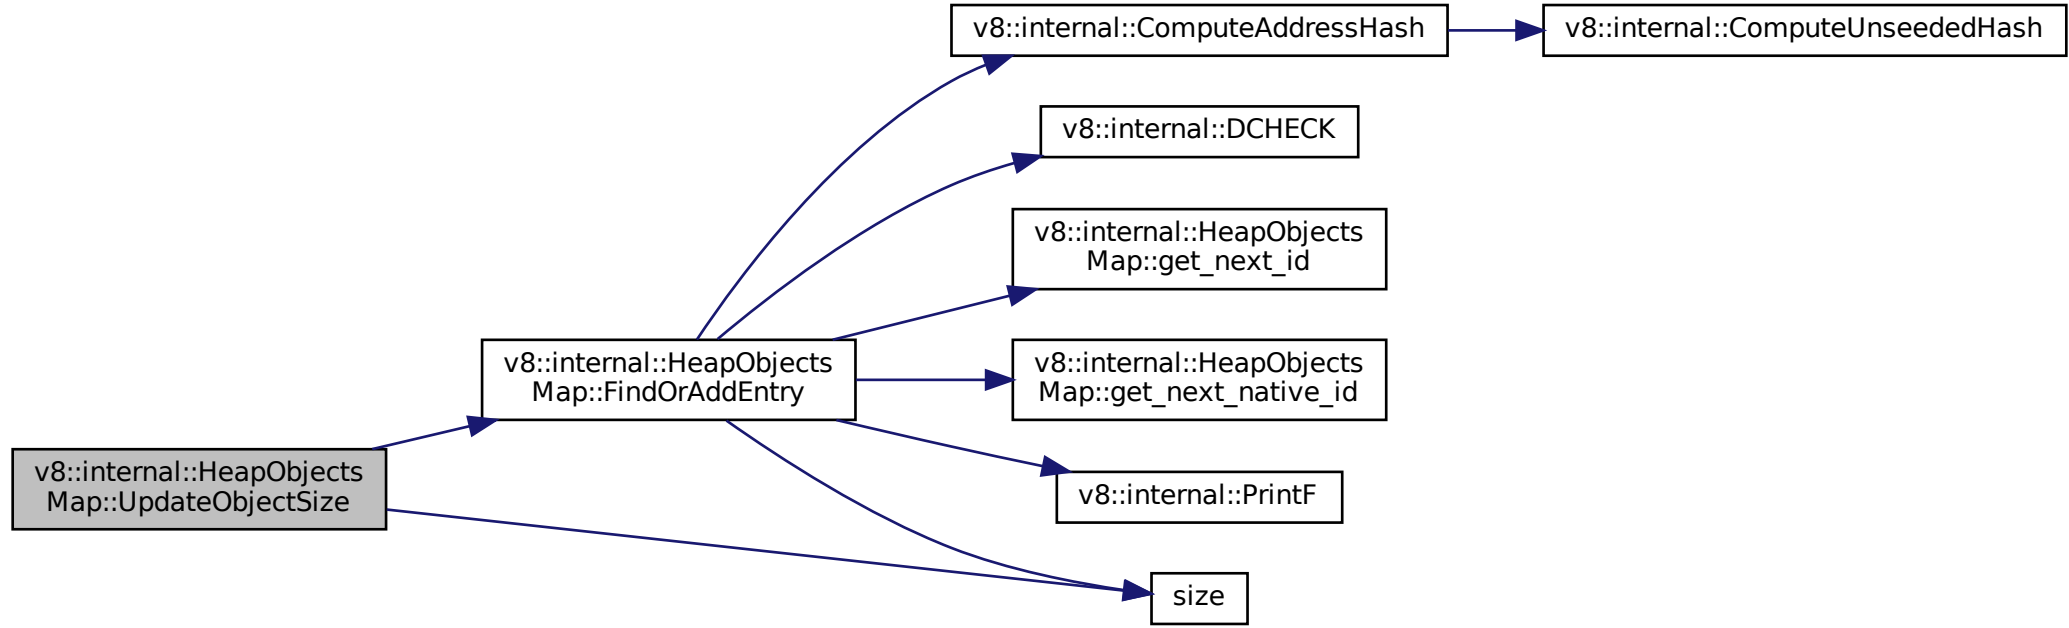 v8::internal::ComputeAddressHash
v8::internal::ComputeUnseededHash
v8::internal::DCHECK
v8::internal::HeapObjects
Map::get_next_id
v8::internal::HeapObjects
Map::FindOrAddEntry
v8::internal::HeapObjects
Map::get_next_native_id
v8::internal::HeapObjects
Map::UpdateObjectSize
v8::internal::PrintF
size